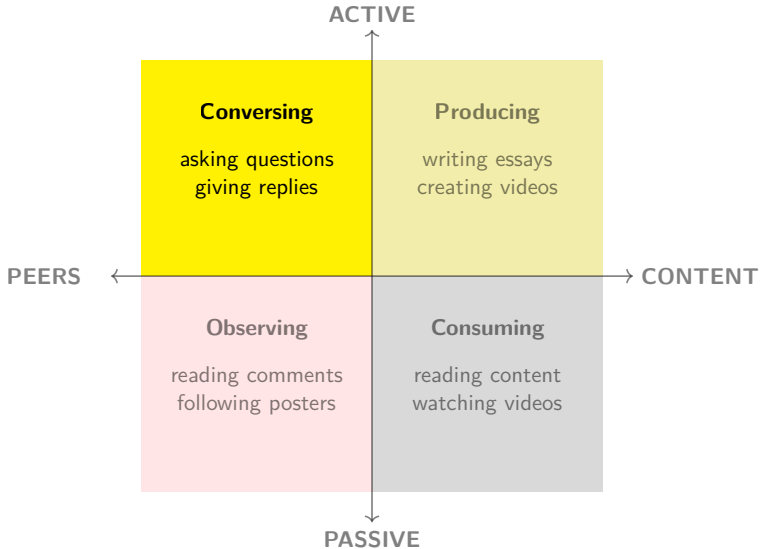 ACTIVE
Conversing
asking questions
giving replies
Producing
writing essays
creating videos
PEERS
CONTENT
Observing
reading comments
following posters
Consuming
reading content
watching videos
PASSIVE